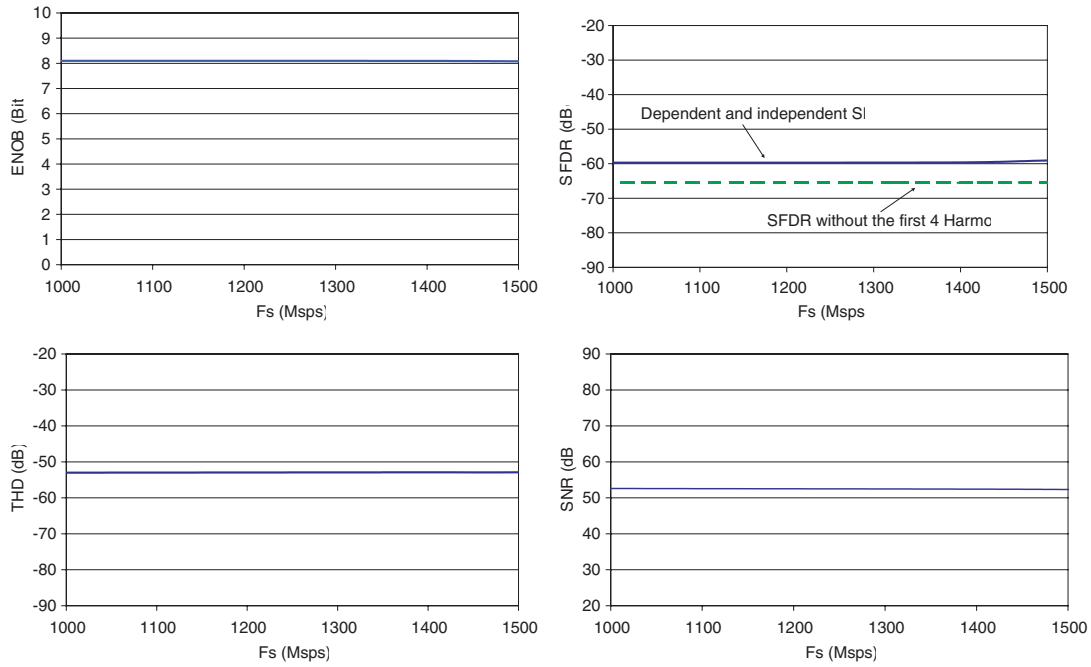 10
9
8
7
6
5
4
3
2
1
0
ENOB (Bit
1000 1100 1200 1300 1400 1500
Fs (Msps)
-20
-30
-40
-50
-60
-70
-80
-90
SFDR (dB
Dependent and independent
SFDR without the first 4 Harmo
1000 1100 1200 1300 1400 1500
Fs (Msps
-20
-30
-40
-50
-60
-70
-80
-90
THD (dB)
1000 1100 1200 1300 1400 1500
Fs (Msps)
90
80
70
60
50
40
30
20
SNR (dB
1000 1100 1200 1300 1400 1500
Fs (Msps)